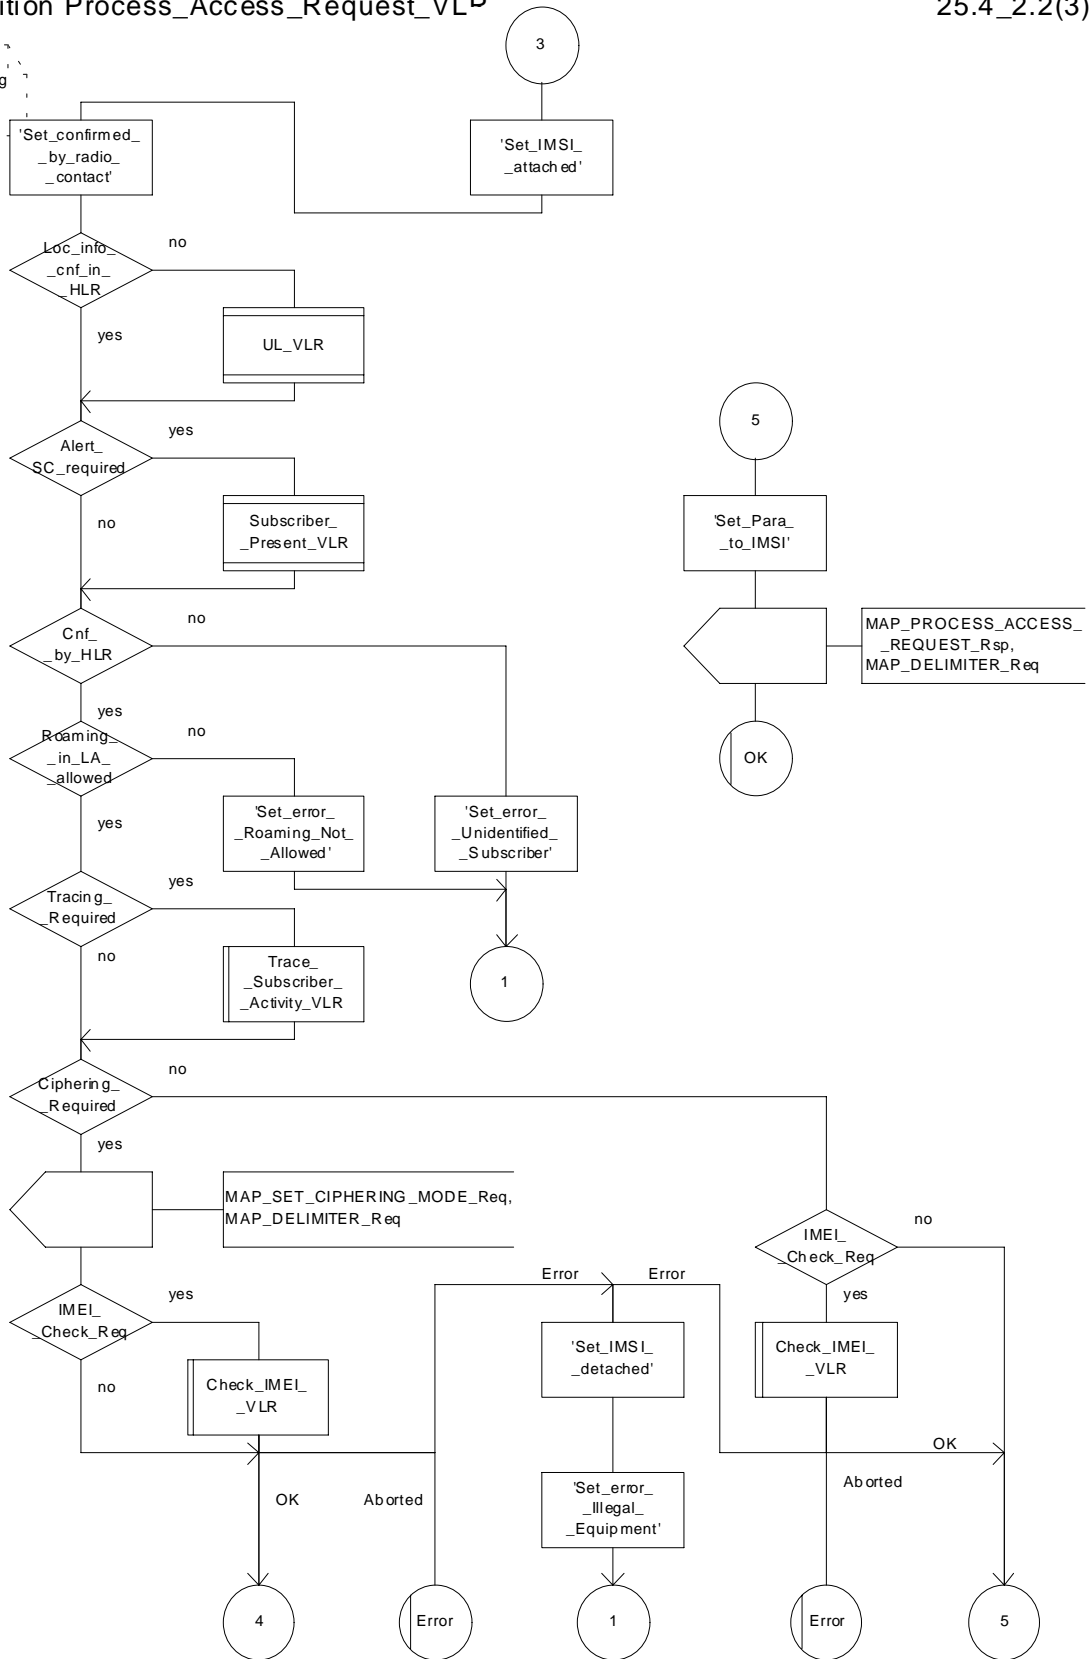 ition Process_Access_Request_VLR
25.4_2.2(3)
g
3
'Set_confirmed_
_by_radio_
_contact'
'Set_IMSI_
_attached'
Loc_info_
_cnf_in_
_HLR
no
yes
UL_VLR
Alert_
SC_required
yes
no
Subscriber_
_Present_VLR
5
'Set_Para_
_to_IMSI'
Cnf_
_by_HLR
no
yes
MAP_PROCESS_ACCESS_
_REQUEST_Rsp,
MAP_DELIMITER_Req
OK
Roaming_
_in_LA_
_allowed
no
yes
'Set_error_
_Roaming_Not_
_Allowed'
'Set_error_
_Unidentified_
_Subscriber'
Tracing_
_Required
yes
no
Trace_
_Subscriber_
_Activity_VLR
1
Ciphering_
_Required
no
yes
MAP_SET_CIPHERING_MODE_Req,
MAP_DELIMITER_Req
IMEI_
_Check_Req
no
yes
Error
Error
IMEI_
_Check_Req
yes
no
Check_IMEI_
_VLR
'Set_IMSI_
_detached'
Check_IMEI_
_VLR
OK
Aborted
OK
Aborted
'Set_error_
_Illegal_
_Equipment'
4
Error
1
Error
5